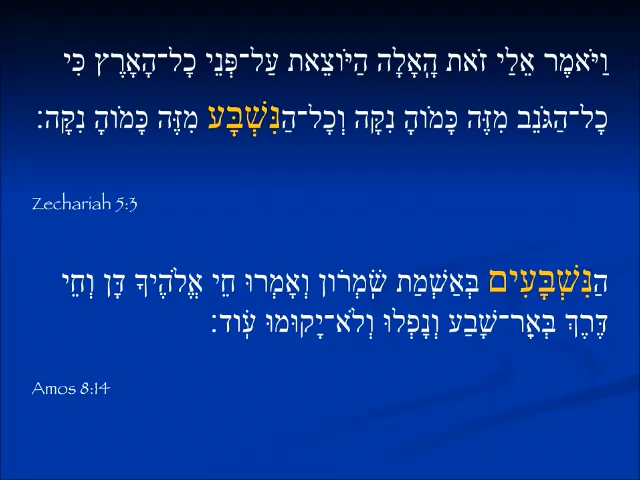 וַיֹּאמֶר אֵלַי זֹאת הָאָלָה הַיּוֹצֵאת עַל־פְּנֵי כָל־הָאָרֶץ כִּי
כָל־הַגֹּנֵב מִזֶּה כָּמוֹהָ נִקָּה וְכָל־הַנִּשְׁבָּע מִזֶּה כָּמוֹהָ נִקָּה׃
Zechariah 5:3
הַנִּשְׁבָּעִים בְּאַשְׁמַת שֹׁמְרוֹן וְאָמְרוּ חֵי אֱלֹהֶיךָ דָּן וְחֵי
דֶּרֶךְ בְּאֵר־שָׁבַע וְנָפְלוּ וְלֹא־יָקוּמוּ עוֹד׃
Amos 8:14